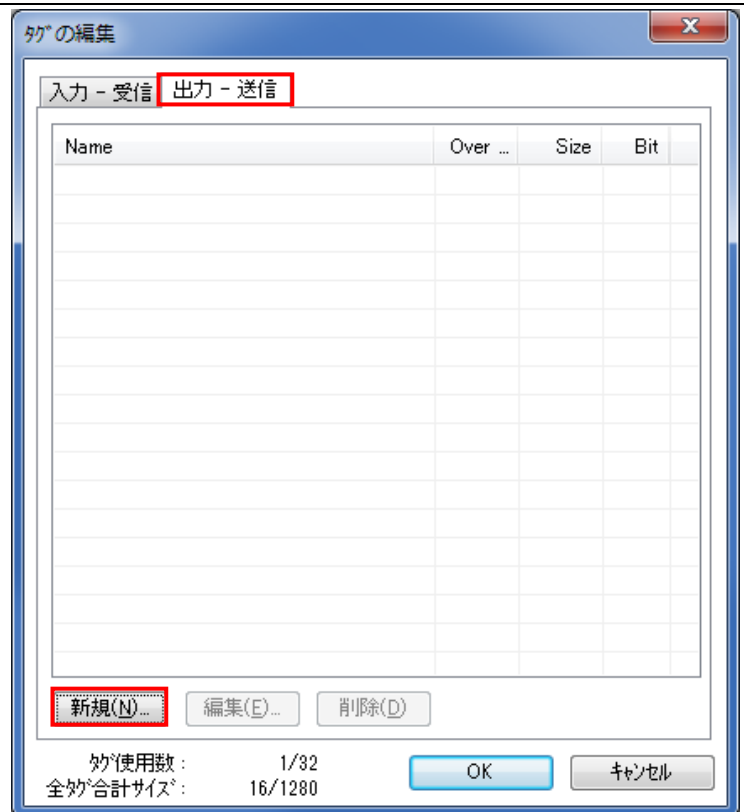 ﾀｸﾞの編集
入力 - 受信 出力 - 送信
Name Over ... Size Bit
新規(N)... 編集(E)... 削除(D)
ﾀｸﾞ使用数 : 1/32
全ﾀｸﾞ合計サイズ : 16/1280
OK ｷｬﾝｾﾙ